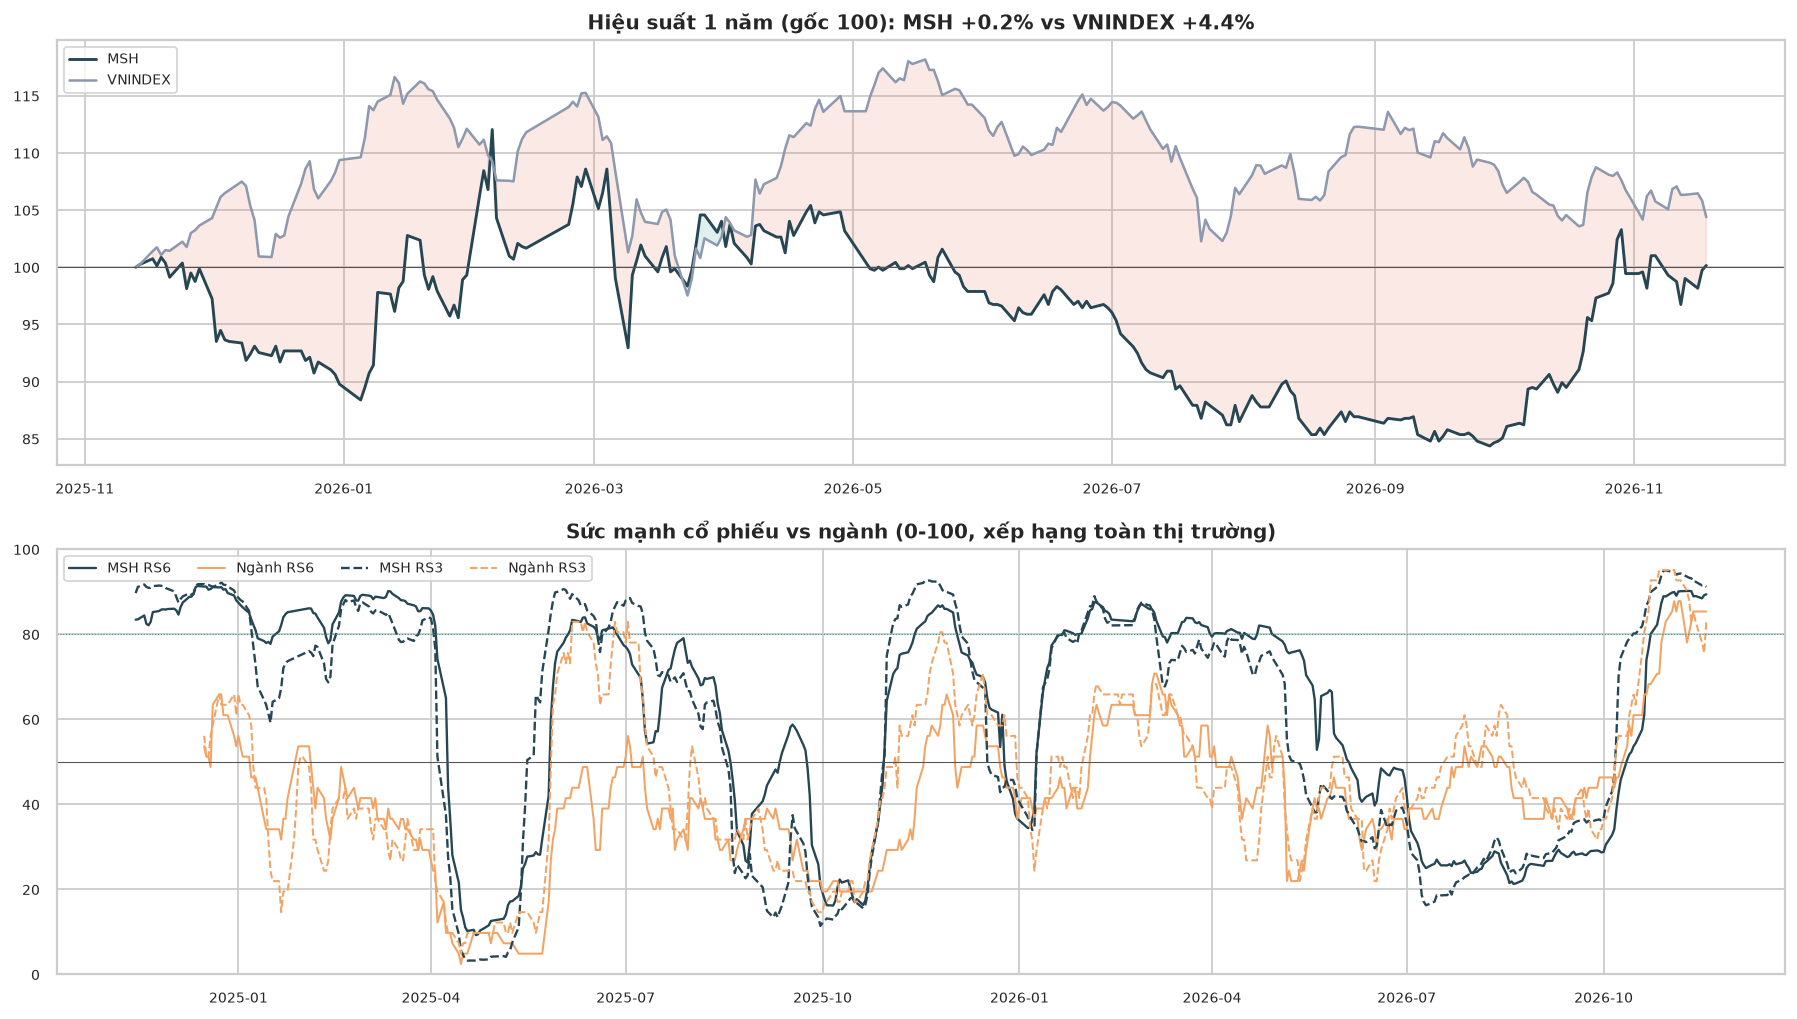 Hiệu suất 1 năm (gốc 100): MSH +0.2% vs VNINDEX +4.4%
MSH
VNINDEX
115
110
105
100
95
90
85
2025-11 2026-01 2026-03 2026-05 2026-07 2026-09 2026-11
Sức mạnh cổ phiếu vs ngành (0-100, xếp hạng toàn thị trường)
MSH RS6 Ngành RS6 MSH RS3 Ngành RS3
100
80
60
40
20
0
2025-01 2025-04 2025-07 2025-10 2026-01 2026-04 2026-07 2026-10